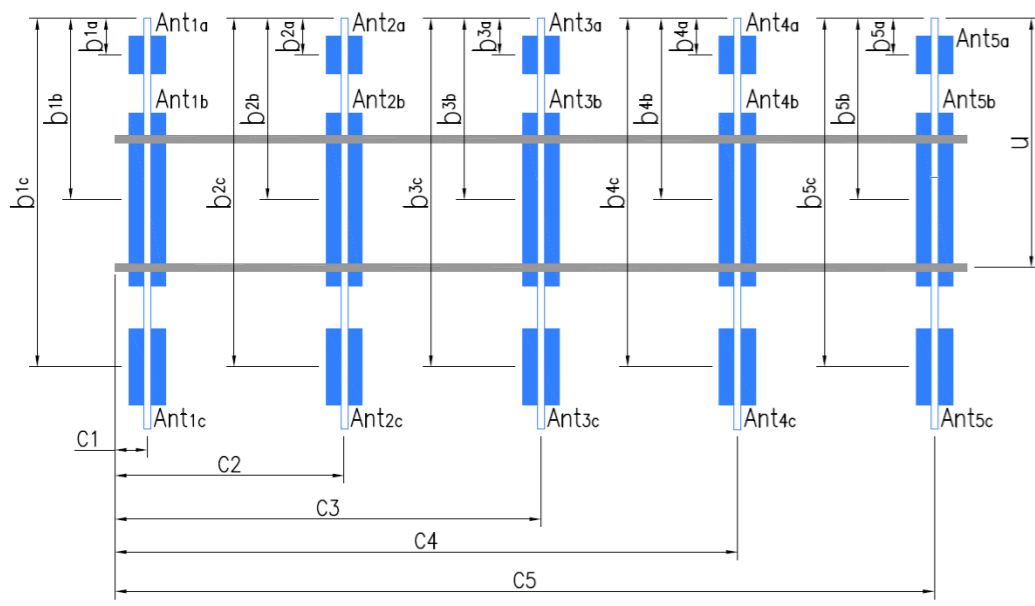 Ant1a
Ant2a
Ant3a
Ant4a
Ant5a
b1a
b2a
b3a
b4a
b5a
Ant1b
Ant2b
Ant3b
Ant4b
Ant5b
b1b
b2b
b3b
b4b
b5b
u
b1c
b2c
b3c
b4c
b5c
Ant1c
Ant2c
Ant3c
Ant4c
Ant5c
C1
C2
C3
C4
C5